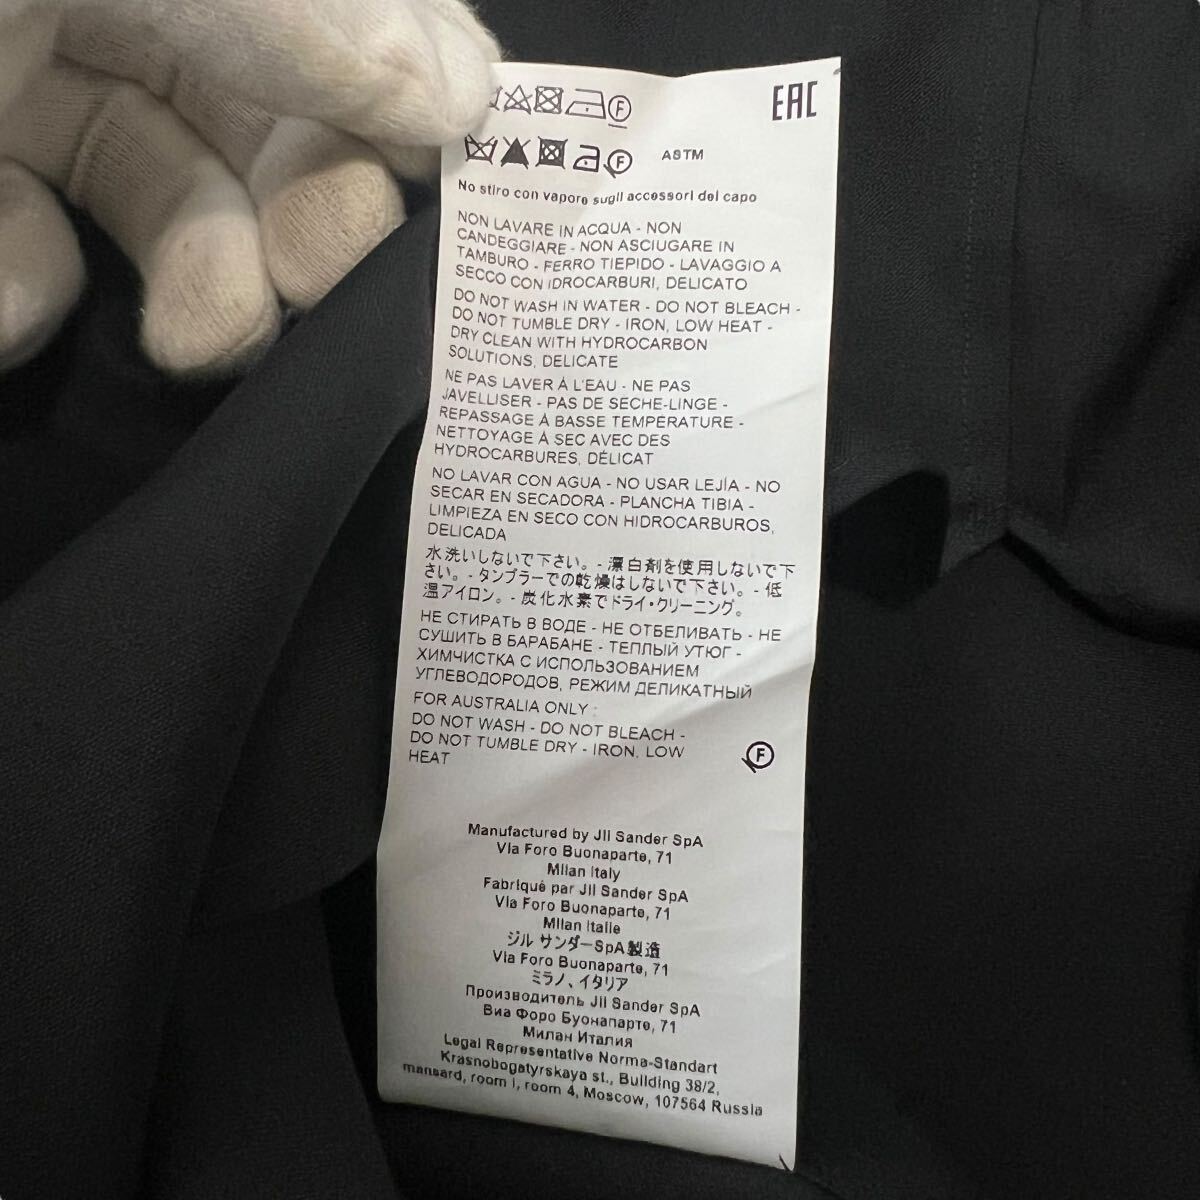 EAC
F
F ASTM
No stiro con vapore sugli accessori del capo
NON LAVARE IN ACQUA - NON
CANDEGGIARE - NON ASCIUGARE IN
TAMBURO - FERRO TIEPIDO - LAVAGGIO A
SECCO CON IDROCARBURI, DELICATO
DO NOT WASH IN WATER - DO NOT BLEACH -
DO NOT TUMBLE DRY - IRON, LOW HEAT -
DRY CLEAN WITH HYDROCARBON
SOLUTIONS, DELICATE
NE PAS LAVER À L'EAU - NE PAS
JAVELLISER - PAS DE SÈCHE-LINGE -
REPASSAGE À BASSE TEMPÉRATURE -
NETTOYAGE À SEC AVEC DES
HYDROCARBURES, DÉLICAT
NO LAVAR CON AGUA - NO USAR LEJÍA - NO
SECAR EN SECADORA - PLANCHA TIBIA -
LIMPIEZA EN SECO CON HIDROCARBUROS,
DELICADA
水洗いしないで下さい。- 漂白剤を使用しないで下
さい。- タンブラーでの乾燥はしないで下さい。- 低
温アイロン。- 炭化水素でドライ・クリーニング。
НЕ СТИРАТЬ В ВОДЕ - НЕ ОТБЕЛИВАТЬ - НЕ
СУШИТЬ В БАРАБАНЕ - ТЕПЛЫЙ УТЮГ -
ХИМЧИСТКА С ИСПОЛЬЗОВАНИЕМ
УГЛЕВОДОРОДОВ, РЕЖИМ ДЕЛИКАТНЫЙ
FOR AUSTRALIA ONLY :
DO NOT WASH - DO NOT BLEACH -
DO NOT TUMBLE DRY - IRON, LOW
HEAT
F
Manufactured by Jil Sander SpA
Via Foro Buonaparte, 71
Milan Italy
Fabriqué par Jil Sander SpA
Via Foro Buonaparte, 71
Milan Italie
ジル サンダーSpA製造
Via Foro Buonaparte, 71
ミラノ、イタリア
Производитель Jil Sander SpA
Виа Форо Буонапарте, 71
Милан Италия
Legal Representative Norma-Standart
Krasnobogatyrskaya st., Building 38/2,
mansard, room I, room 4, Moscow, 107564 Russia